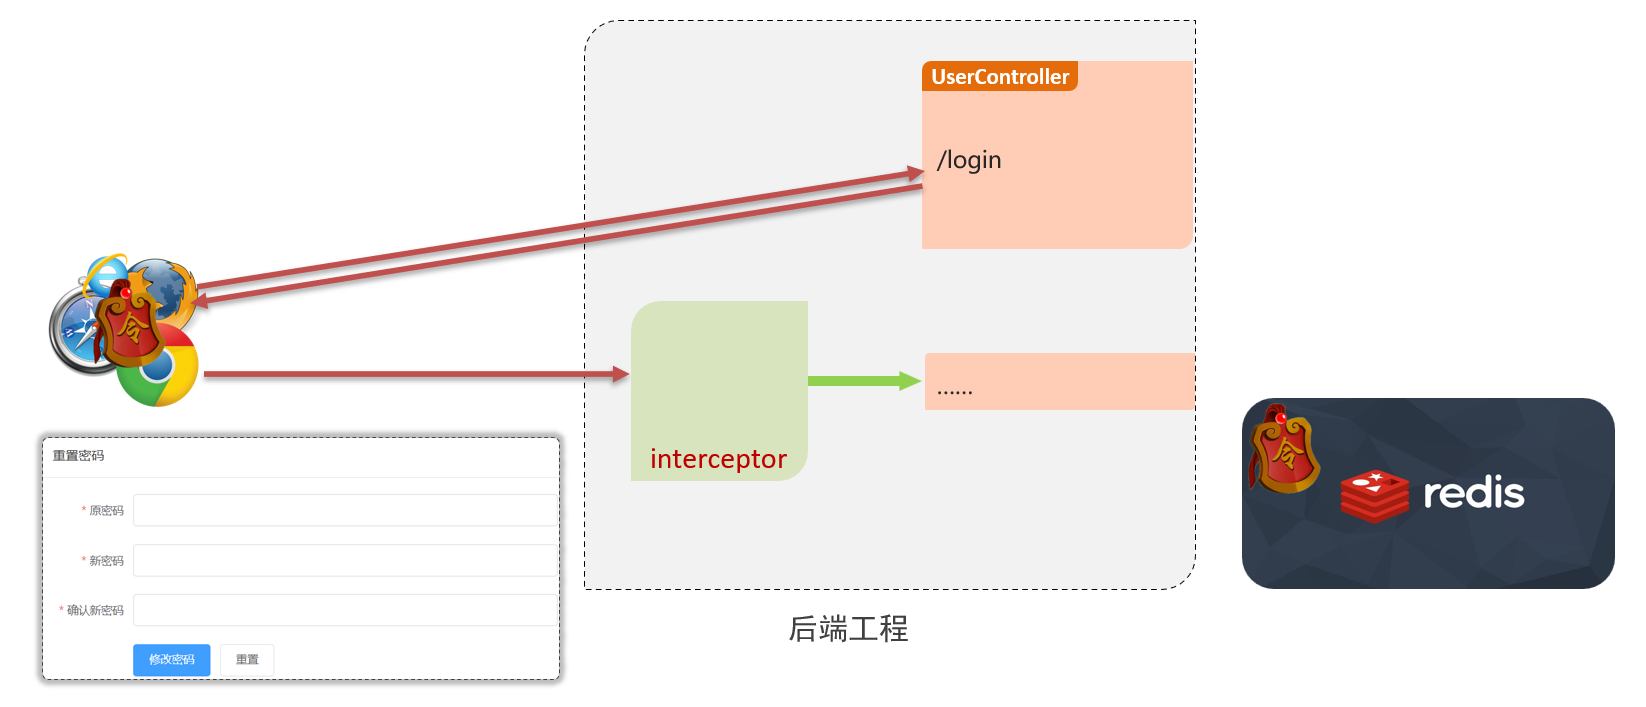 UserController
/login
令
interceptor
......
令
redis
重置密码
* 原密码
* 新密码
* 确认新密码
修改密码 重置
后端工程